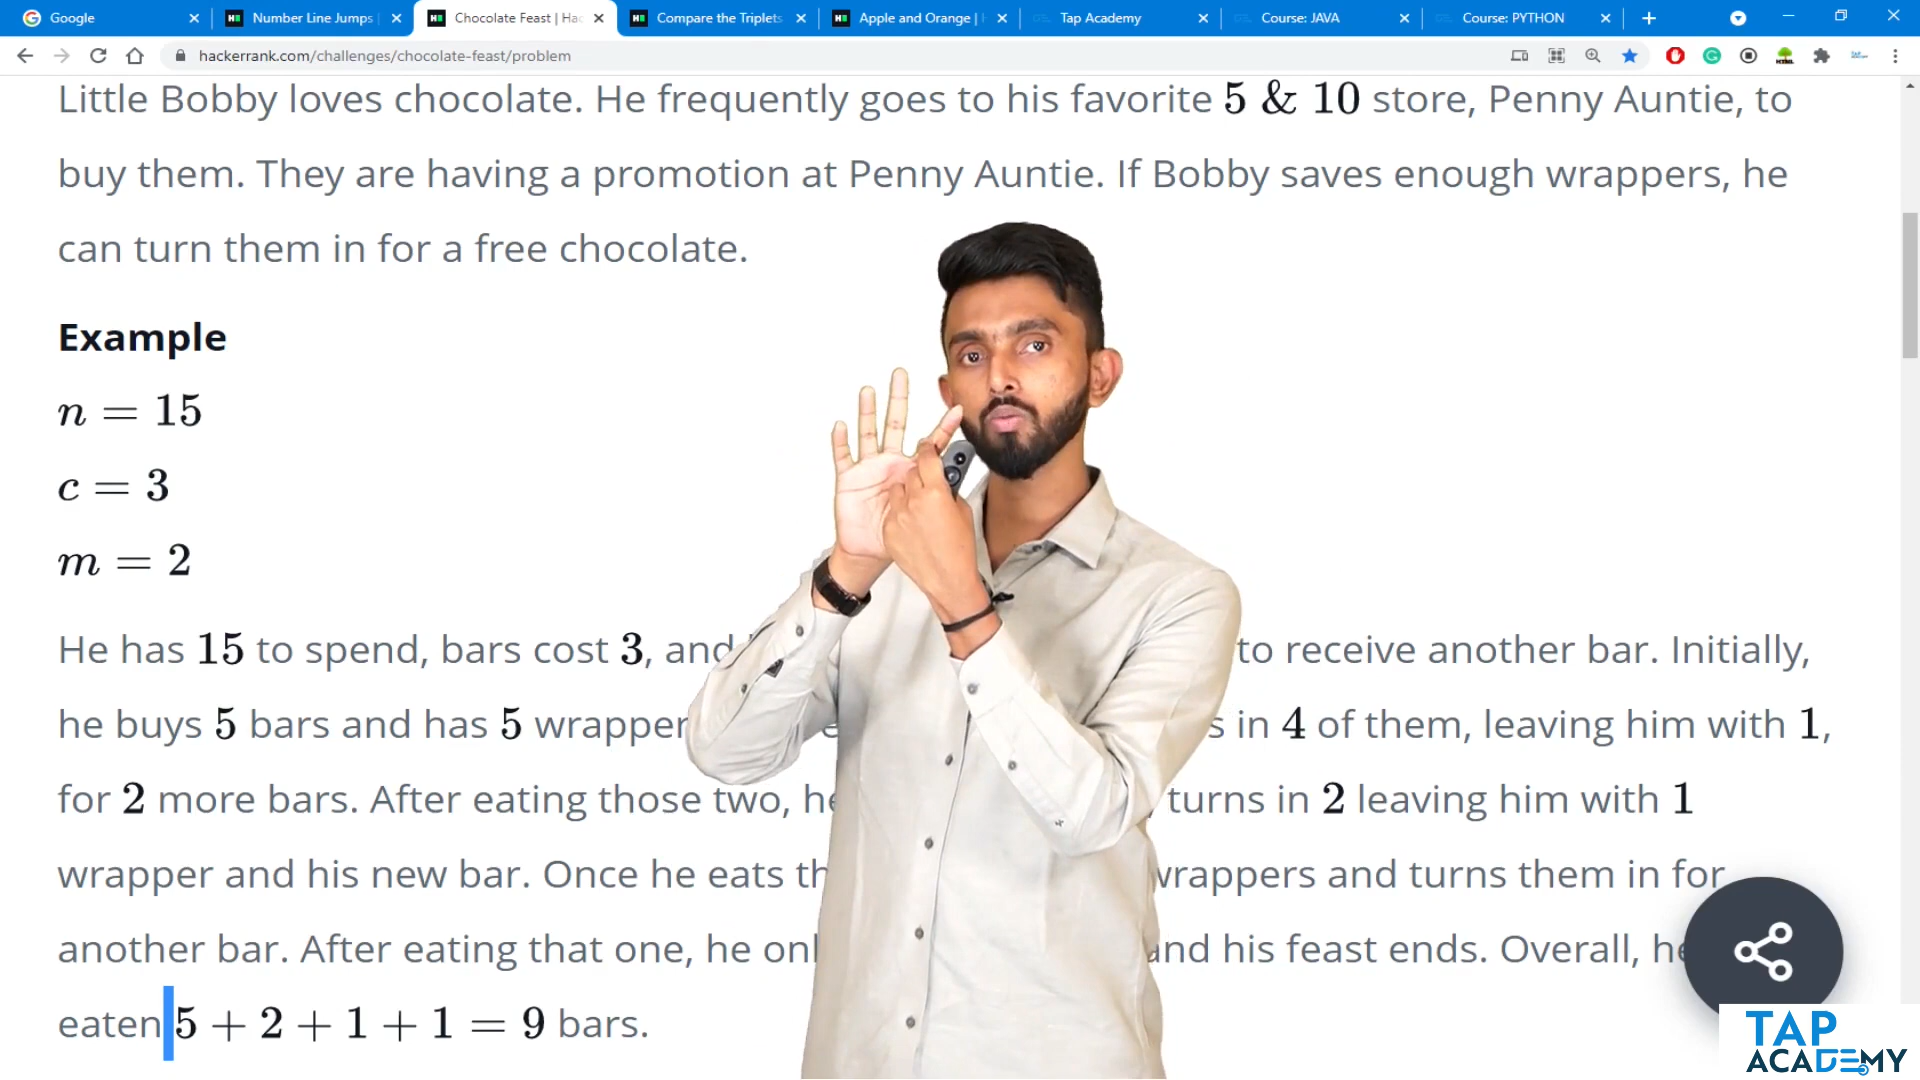 Google
Number Line Jumps
Chocolate Feast | Hac
Compare the Triplets
Apple and Orange |
Tap Academy
Course: JAVA
Course: PYTHON
hackerrank.com/challenges/chocolate-feast/problem
Little Bobby loves chocolate. He frequently goes to his favorite 5 & 10 store, Penny Auntie, to
buy them. They are having a promotion at Penny Auntie. If Bobby saves enough wrappers, he
can turn them in for a free chocolate.
Example
n = 15
c = 3
m = 2
He has 15 to spend, bars cost 3, and to receive another bar. Initially,
he buys 5 bars and has 5 wrapper in 4 of them, leaving him with 1,
for 2 more bars. After eating those two, he turns in 2 leaving him with 1
wrapper and his new bar. Once he eats th wrappers and turns them in for
another bar. After eating that one, he onl and his feast ends. Overall, he
eaten 5 + 2 + 1 + 1 = 9 bars.
TAP
ACADEMY